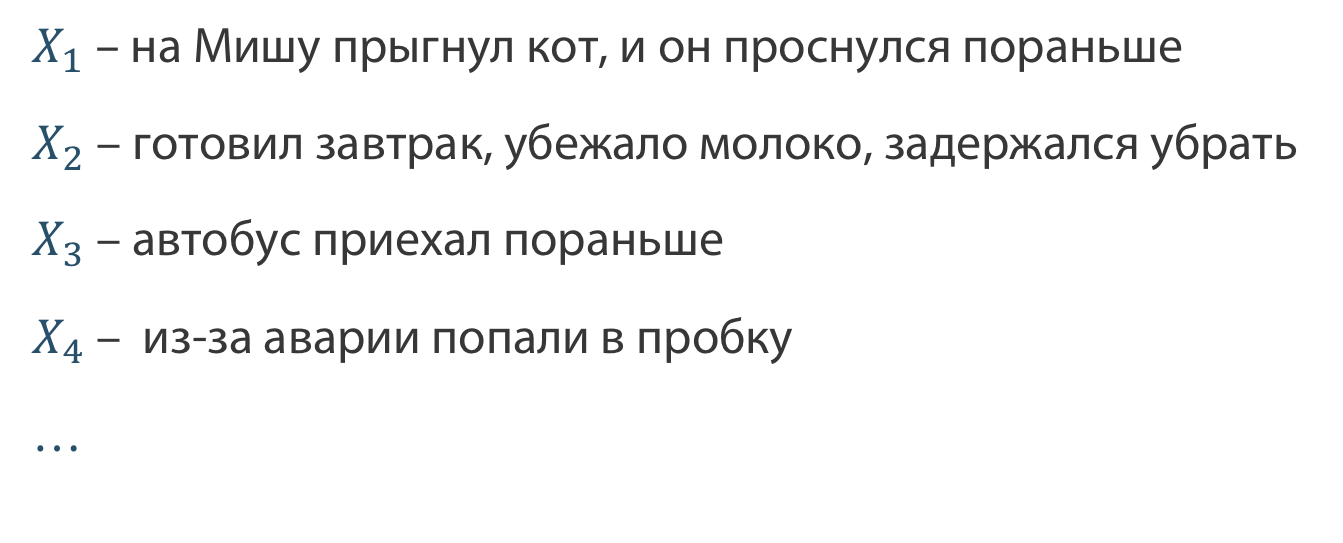 X₁ – на Мишу прыгнул кот, и он проснулся пораньше
X₂ – готовил завтрак, убежало молоко, задержался убрать
X₃ – автобус приехал пораньше
X₄ – из-за аварии попали в пробку
…